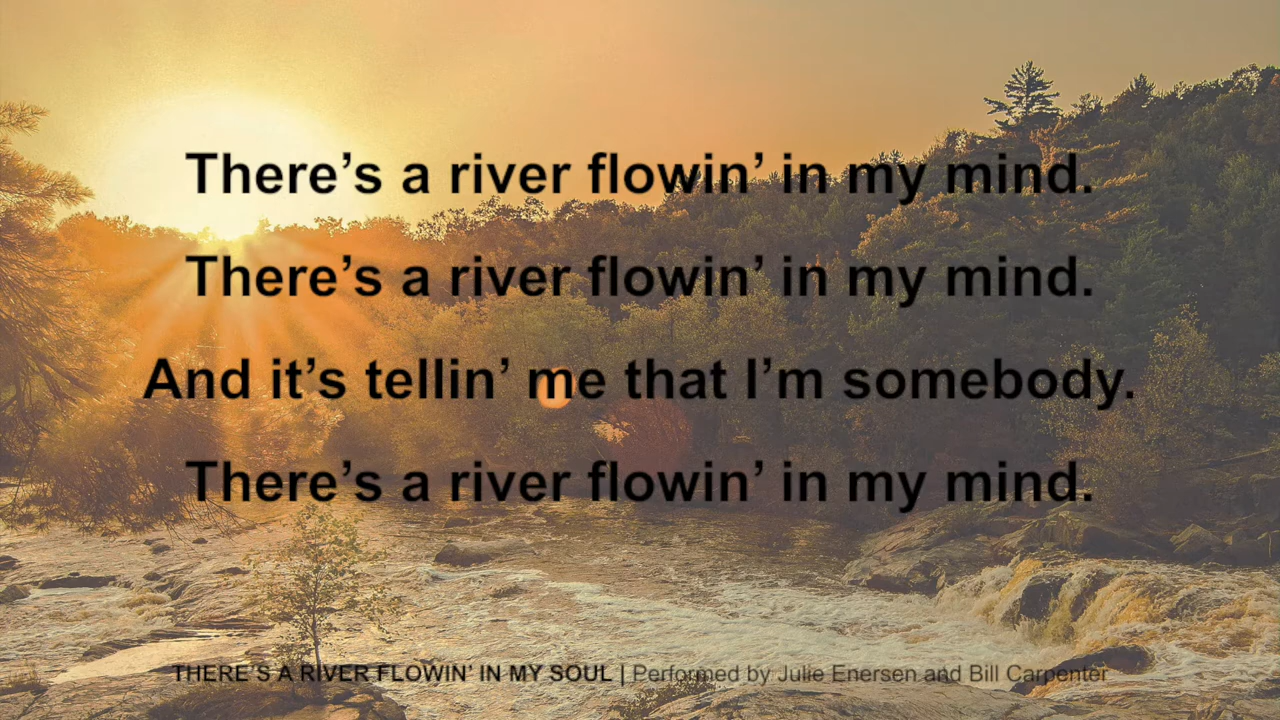 There’s a river flowin’ in my mind.
There’s a river flowin’ in my mind.
And it’s tellin’ me that I’m somebody.
There’s a river flowin’ in my mind.
THERE’S A RIVER FLOWIN’ IN MY SOUL | Performed by Julie Enersen and Bill Carpenter